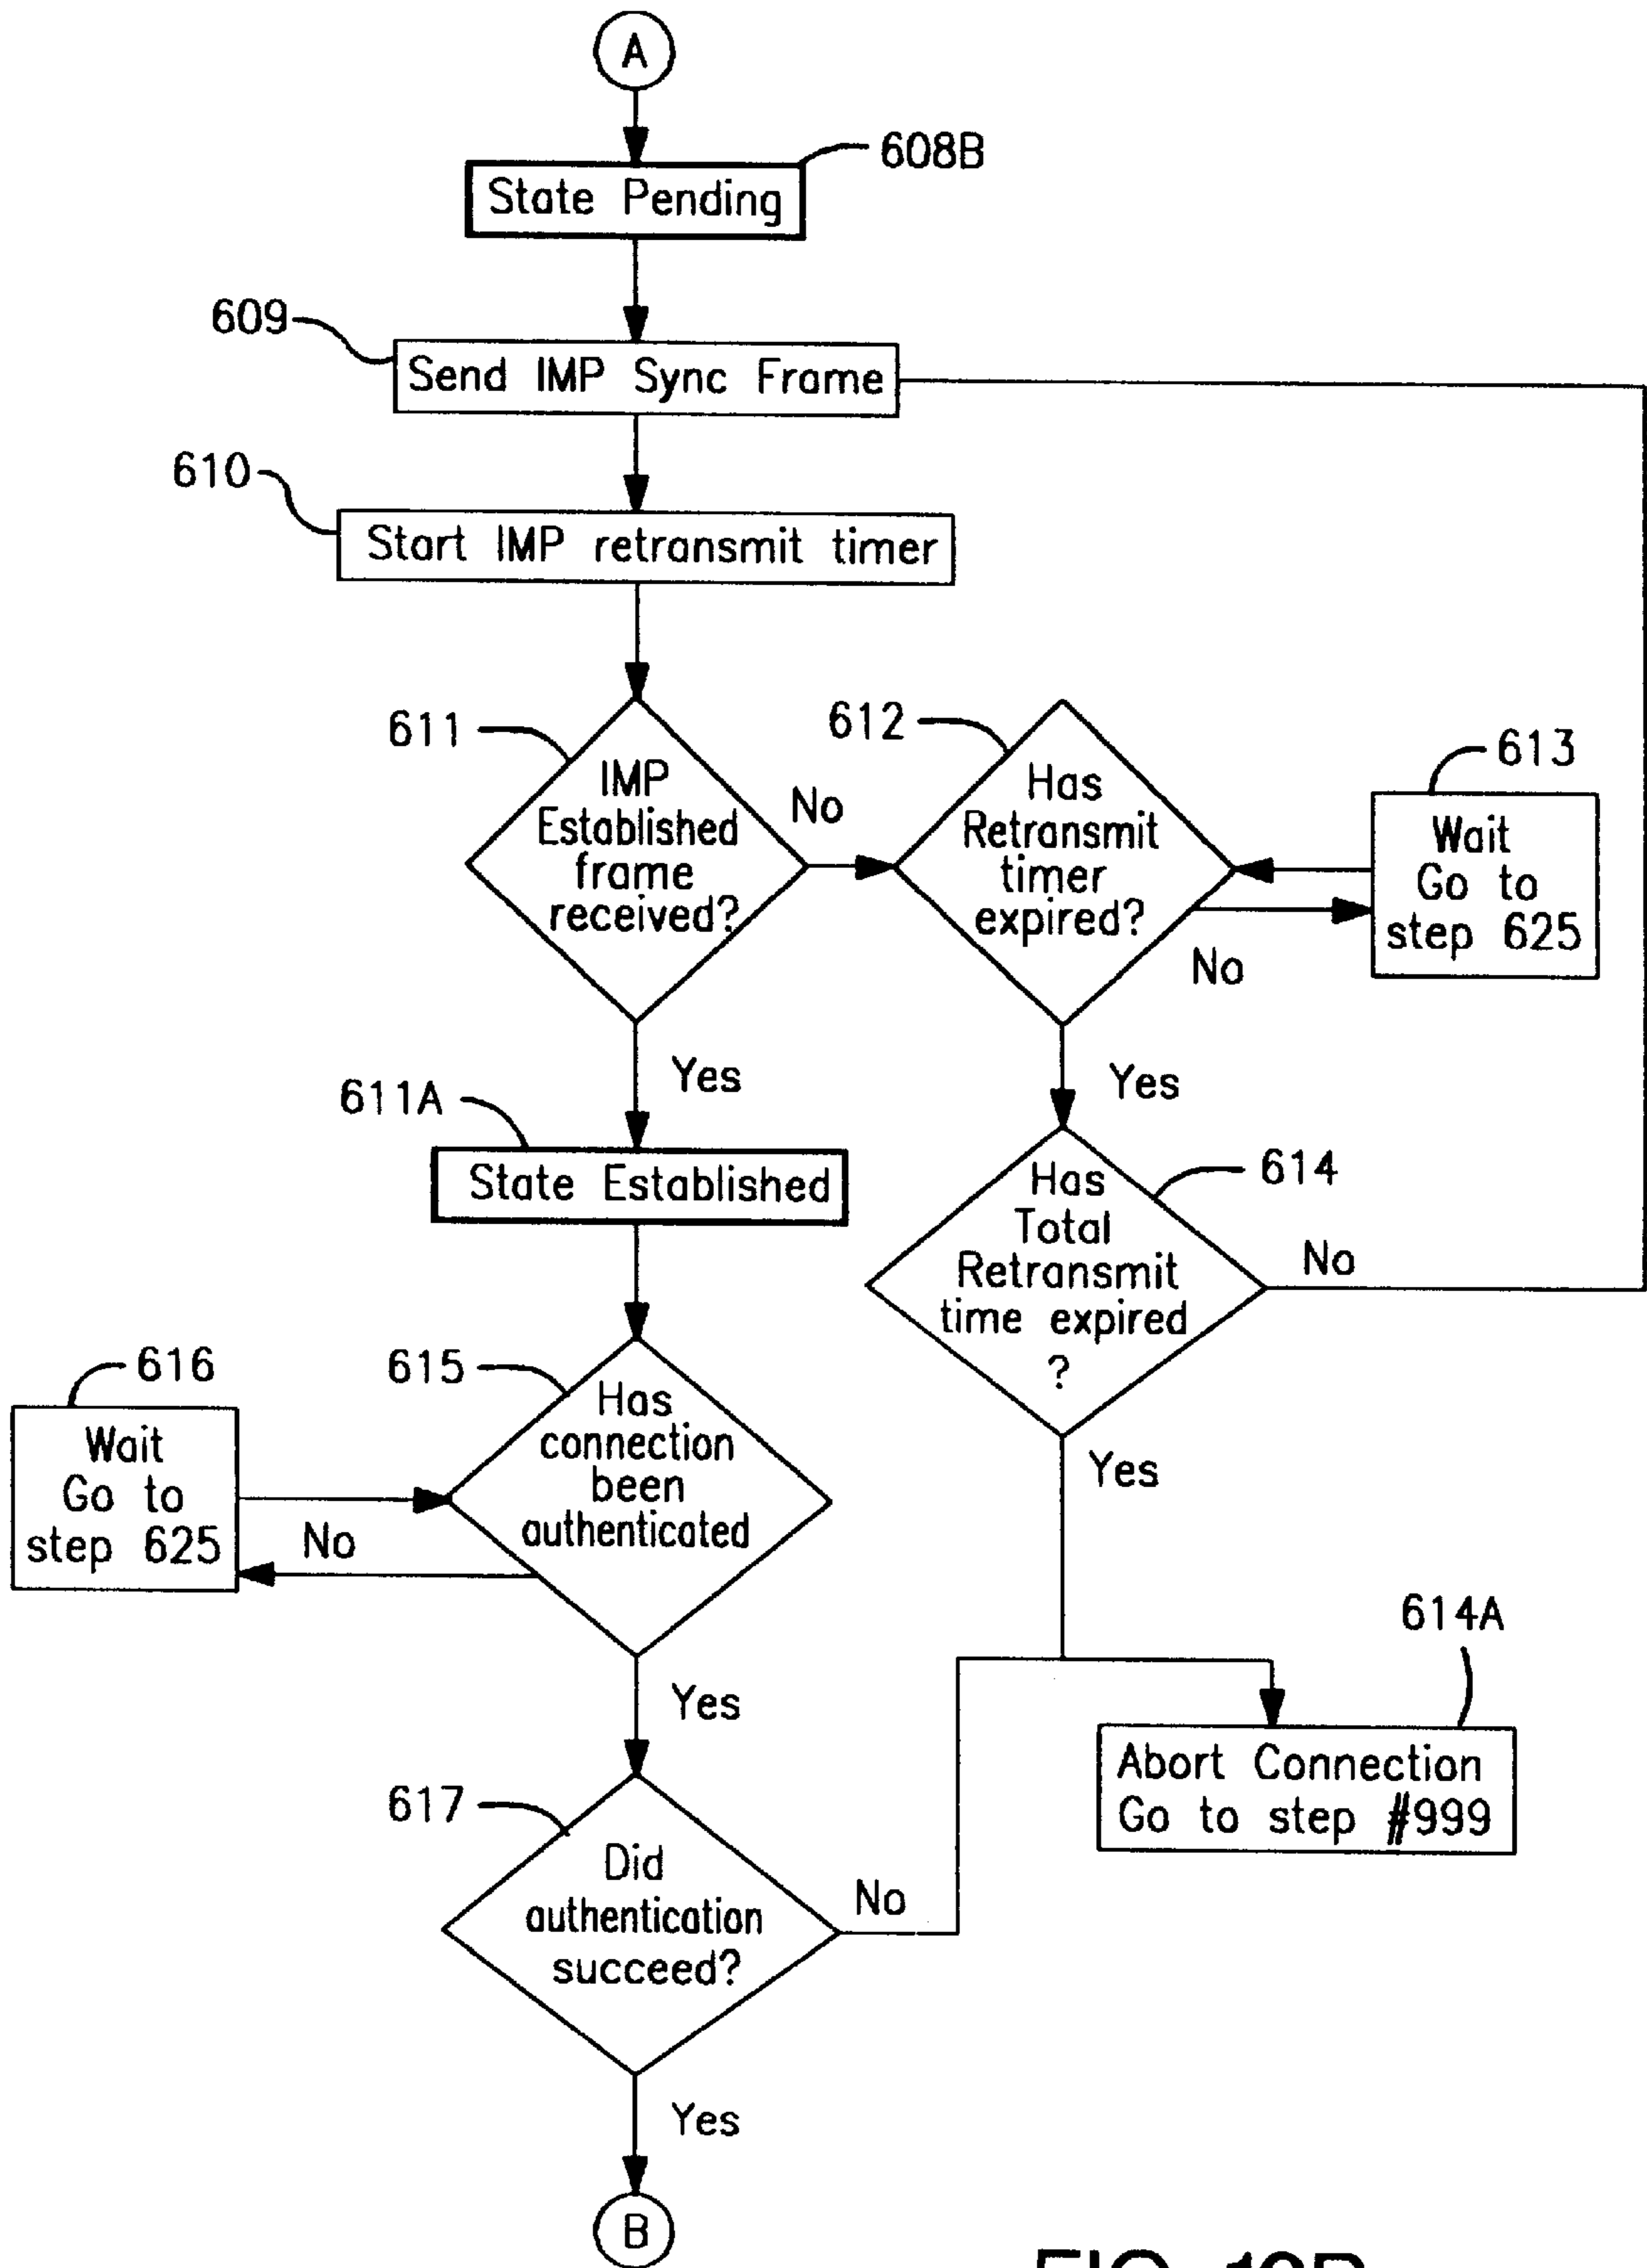 A
608B
State Pending
609
Send IMP Sync Frame
610
Start IMP retransmit timer
611
IMP
Established
frame
received?
No
612
Has
Retransmit
timer
expired?
613
Wait
Go to
step 625
No
Yes
Yes
611A
State Established
614
Has
Total
Retransmit
time expired
?
No
616
Wait
Go to
step 625
615
Has
connection
been
authenticated
No
Yes
Yes
614A
Abort Connection
Go to step #999
617
Did
authentication
succeed?
No
Yes
B